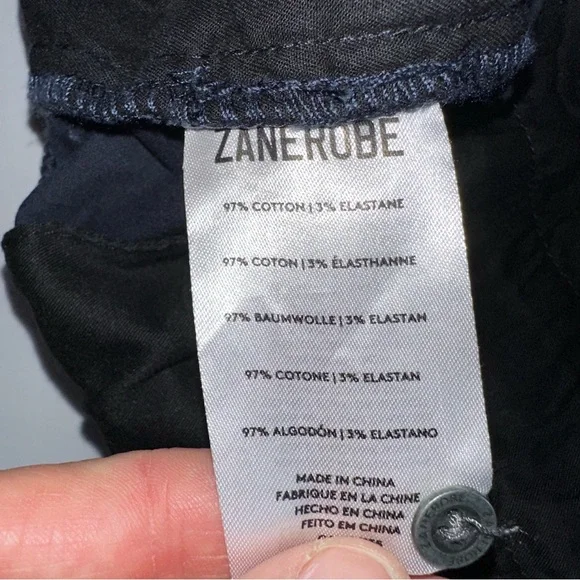 ZANEROBE
97% COTTON | 3% ELASTANE
97% COTON | 3% ÉLASTHANNE
97% BAUMWOLLE | 3% ELASTAN
97% COTONE | 3% ELASTAN
97% ALGODÓN | 3% ELASTANO
MADE IN CHINA
FABRIQUE EN LA CHINE
HECHO EN CHINA
FEITO EM CHINA